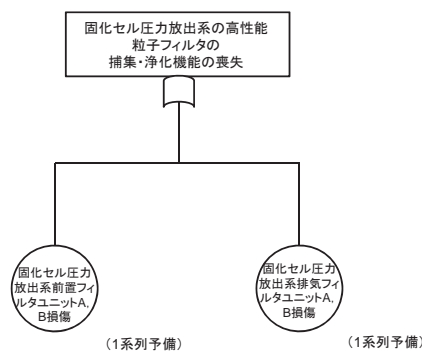 固化セル圧力放出系の高性能
粒子フィルタの
捕集・浄化機能の喪失
固化セル圧力
放出系前置フィ
ルタユニットA,
B損傷
(1系列予備)
固化セル圧力
放出系排気フィ
ルタユニットA,
B損傷
(1系列予備)